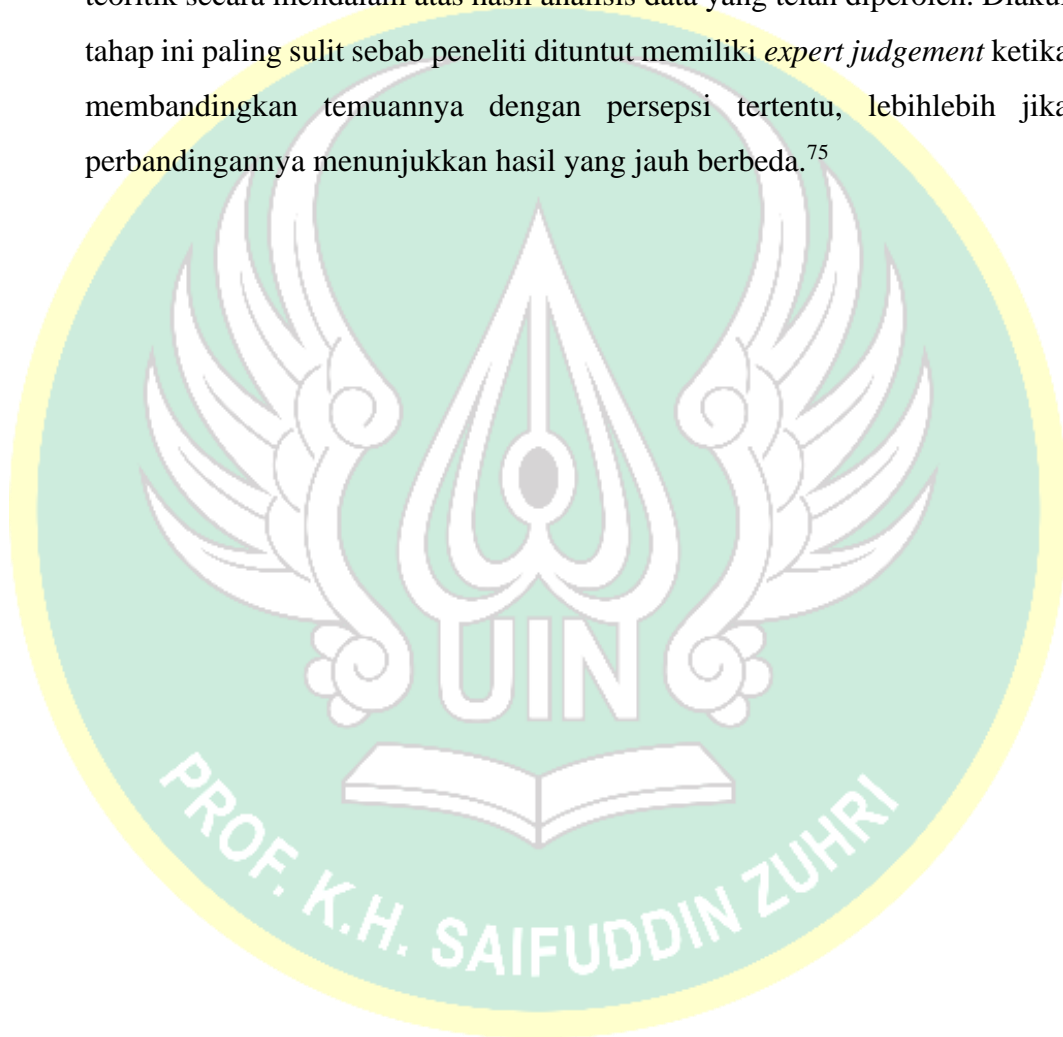 teoritik secara mendalam atas hasil analisis data yang telah diperoleh. Diakui
tahap ini paling sulit sebab peneliti dituntut memiliki expert judgement ketika
membandingkan temuannya dengan persepsi tertentu, lebihlebih jika
perbandingannya menunjukkan hasil yang jauh berbeda.75
UIN
PROF. K.H. SAIFUDDIN ZUHRI